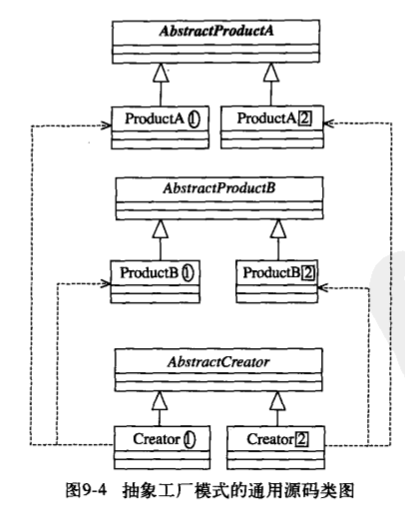 AbstractProductA
ProductA① ProductA2
AbstractProductB
ProductB① ProductB2
AbstractCreator
Creator① Creator2
图9-4 抽象工厂模式的通用源码类图